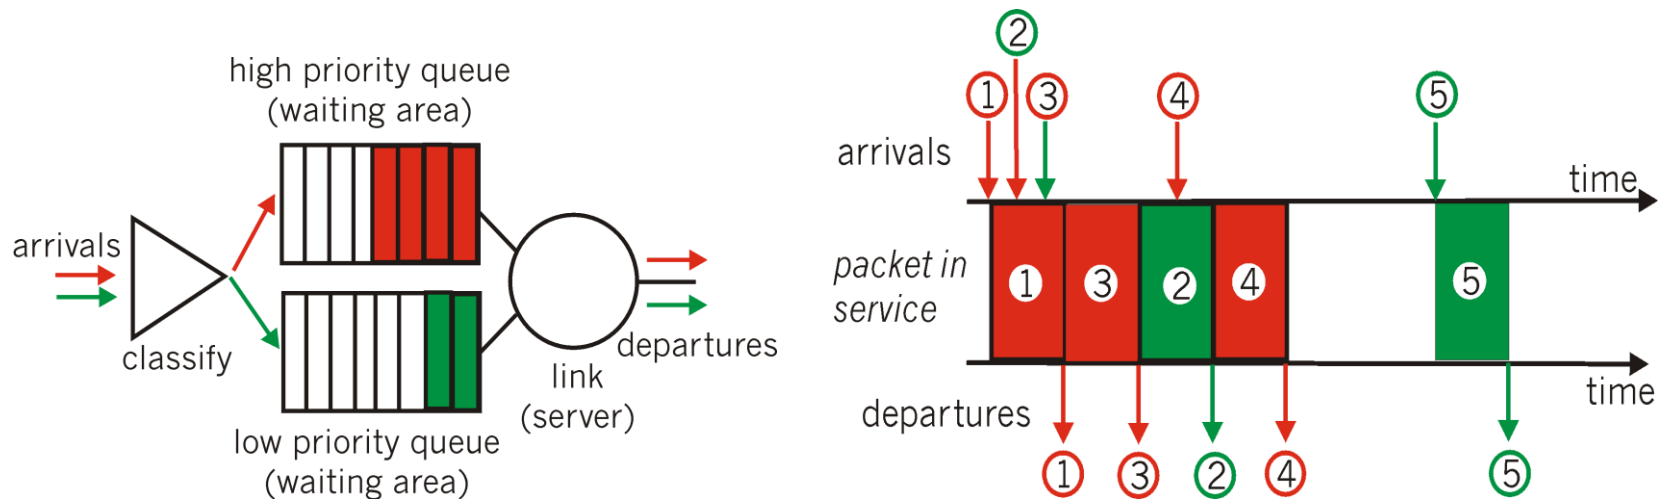 high priority queue
(waiting area)
arrivals
classify
low priority queue
(waiting area)
link
(server)
departures
2
1
3
4
5
arrivals
time
packet in
service
1
3
2
4
5
time
departures
1
3
2
4
5